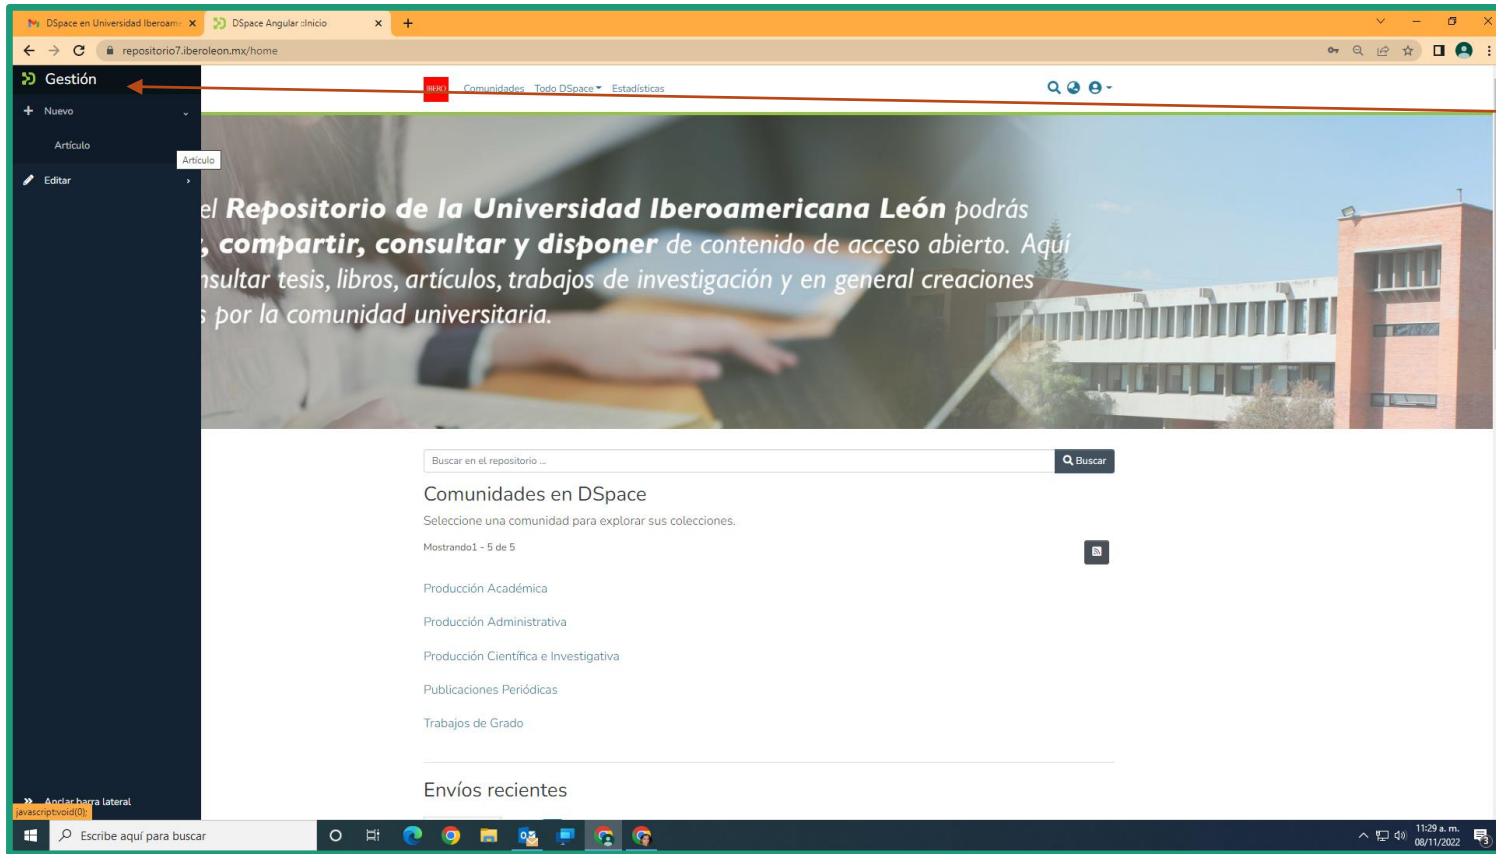 DSpace en Universidad Iberoame
DSpace Angular ::Inicio
repositorio7.iberoleon.mx/home
Gestión
IBERO
Comunidades Todo DSpace Estadísticas
Nuevo
Artículo
Artículo
Editar
el Repositorio de la Universidad Iberoamericana León podrás
, compartir, consultar y disponer de contenido de acceso abierto. Aquí
nsultar tesis, libros, artículos, trabajos de investigación y en general creaciones
s por la comunidad universitaria.
Buscar en el repositorio ...
Buscar
Comunidades en DSpace
Seleccione una comunidad para explorar sus colecciones.
Mostrando1 - 5 de 5
Producción Académica
Producción Administrativa
Producción Científica e Investigativa
Publicaciones Periódicas
Trabajos de Grado
Envíos recientes
Anclar barra lateral
javascript:void(0);
Escribe aquí para buscar
11:29 a. m.
08/11/2022
3